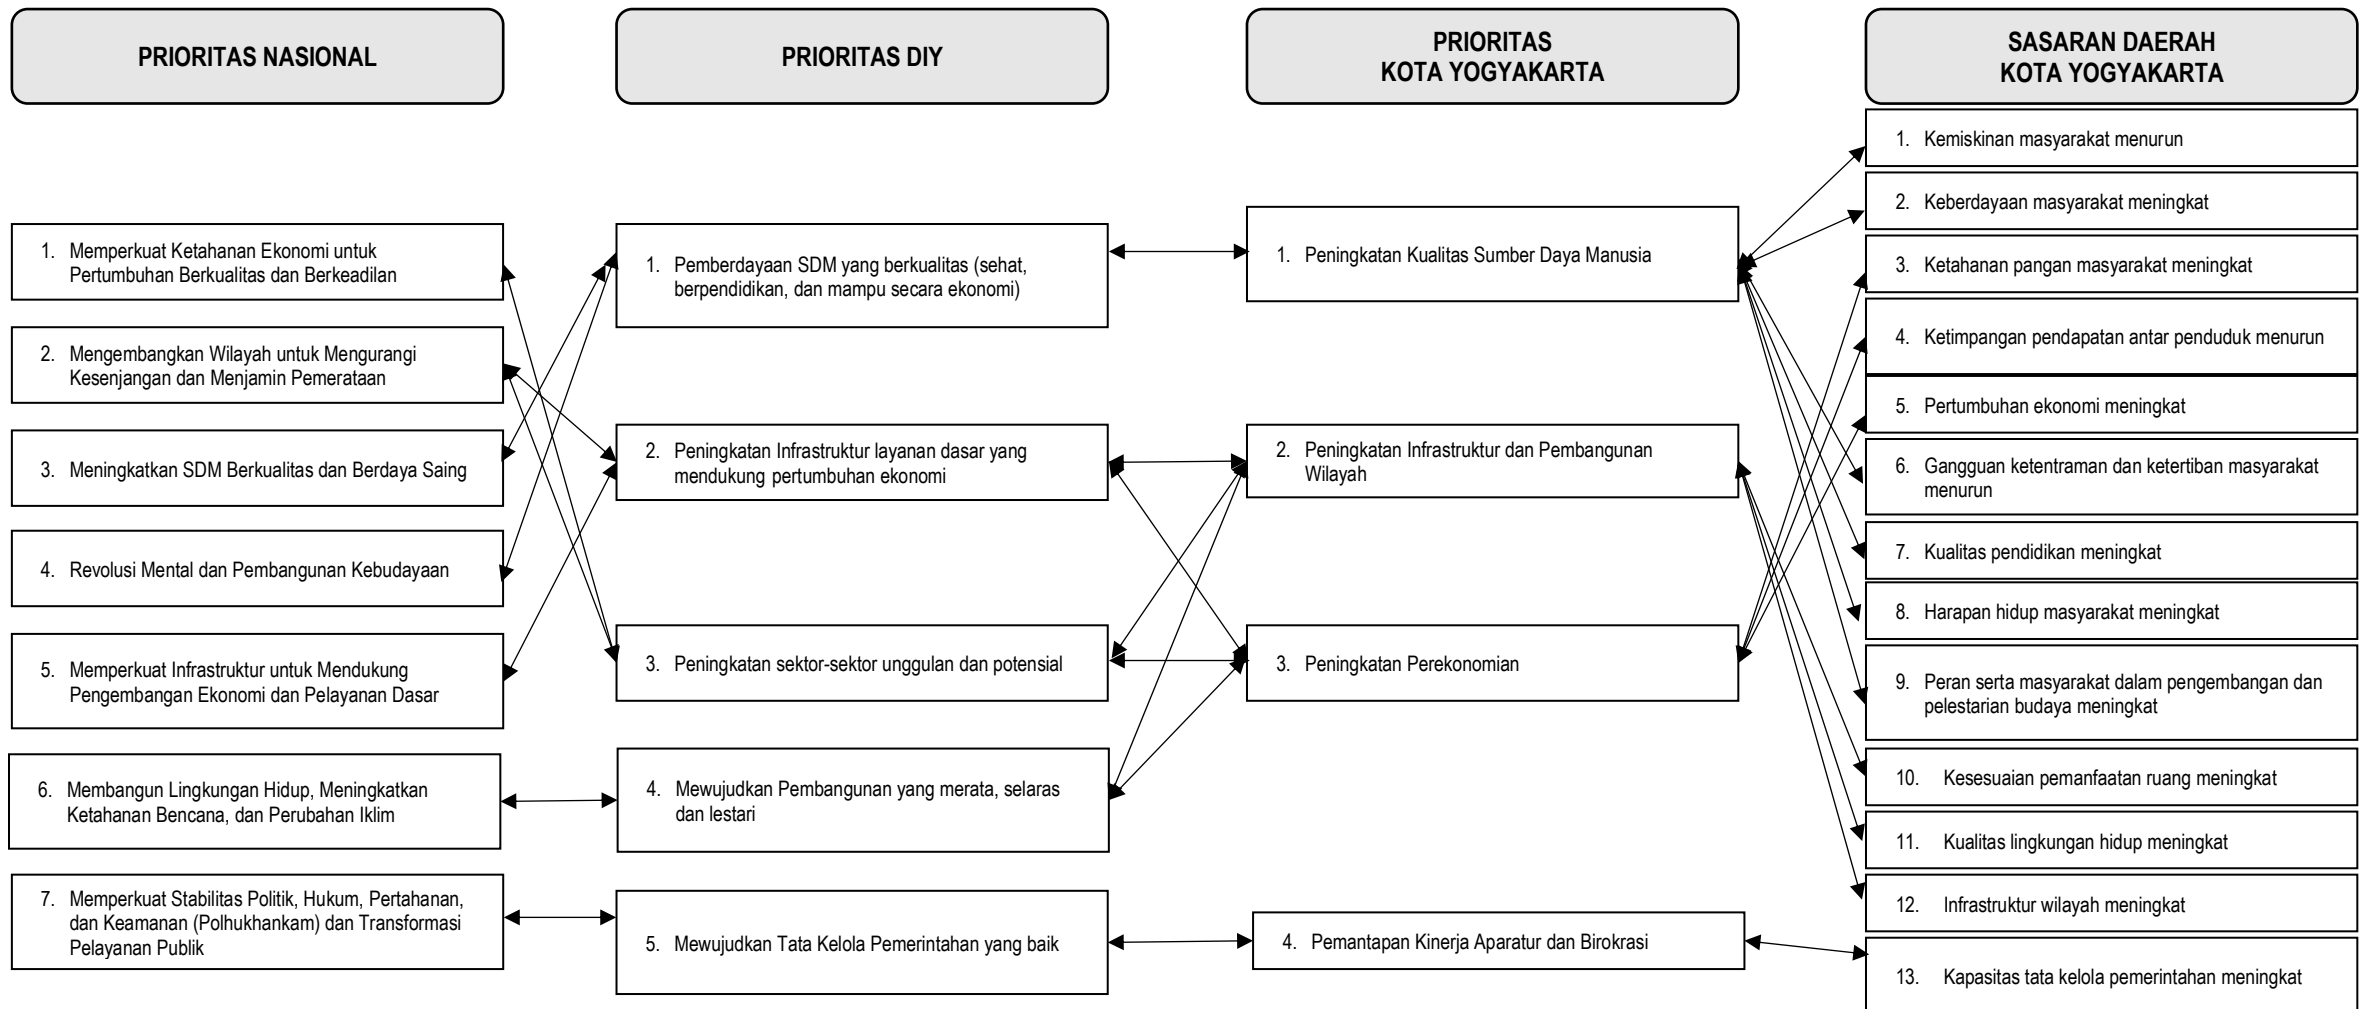 PRIORITAS NASIONAL
PRIORITAS DIY
PRIORITAS
KOTA YOGYAKARTA
SASARAN DAERAH
KOTA YOGYAKARTA
1. Memperkuat Ketahanan Ekonomi untuk
Pertumbuhan Berkualitas dan Berkeadilan
2. Mengembangkan Wilayah untuk Mengurangi
Kesenjangan dan Menjamin Pemerataan
3. Meningkatkan SDM Berkualitas dan Berdaya Saing
4. Revolusi Mental dan Pembangunan Kebudayaan
5. Memperkuat Infrastruktur untuk Mendukung
Pengembangan Ekonomi dan Pelayanan Dasar
6. Membangun Lingkungan Hidup, Meningkatkan
Ketahanan Bencana, dan Perubahan Iklim
7. Memperkuat Stabilitas Politik, Hukum, Pertahanan,
dan Keamanan (Polhukhankam) dan Transformasi
Pelayanan Publik
1. Pemberdayaan SDM yang berkualitas (sehat,
berpendidikan, dan mampu secara ekonomi)
2. Peningkatan Infrastruktur layanan dasar yang
mendukung pertumbuhan ekonomi
3. Peningkatan sektor-sektor unggulan dan potensial
4. Mewujudkan Pembangunan yang merata, selaras
dan lestari
5. Mewujudkan Tata Kelola Pemerintahan yang baik
1. Peningkatan Kualitas Sumber Daya Manusia
2. Peningkatan Infrastruktur dan Pembangunan
Wilayah
3. Peningkatan Perekonomian
4. Pemantapan Kinerja Aparatur dan Birokrasi
1. Kemiskinan masyarakat menurun
2. Keberdayaan masyarakat meningkat
3. Ketahanan pangan masyarakat meningkat
4. Ketimpangan pendapatan antar penduduk menurun
5. Pertumbuhan ekonomi meningkat
6. Gangguan ketentraman dan ketertiban masyarakat
menurun
7. Kualitas pendidikan meningkat
8. Harapan hidup masyarakat meningkat
9. Peran serta masyarakat dalam pengembangan dan
pelestarian budaya meningkat
10. Kesesuaian pemanfaatan ruang meningkat
11. Kualitas lingkungan hidup meningkat
12. Infrastruktur wilayah meningkat
13. Kapasitas tata kelola pemerintahan meningkat